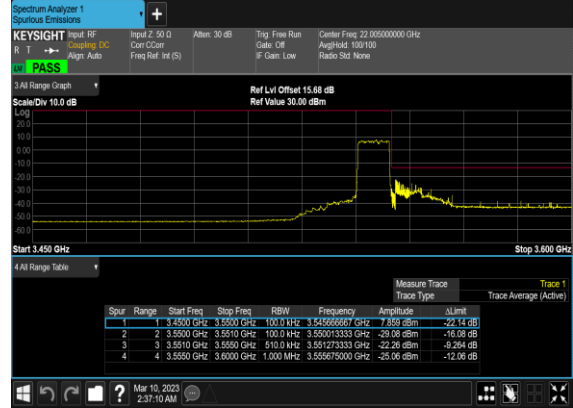 Spectrum Analyzer 1
Spurious Emissions
KEYSIGHT Input: RF Input Z: 50 Ω Atten: 30 dB Trig: Free Run Center Freq: 22.005000000 GHz
R T Coupling: DC Corr CCorr Gate: Off Avg|Hold: 100/100
Align: Auto Freq Ref: Int (S) IF Gain: Low Radio Std: None
PASS
3 All Range Graph Ref Lvl Offset 15.68 dB
Scale/Div 10.0 dB Ref Value 30.00 dBm
Log
20.0
10.0
0.00
-10.0
-20.0
-30.0
-40.0
-50.0
-60.0
Start 3.450 GHz Stop 3.600 GHz
4 All Range Table
Measure Trace Trace 1
Trace Type Trace Average (Active)
Spur Range Start Freq Stop Freq RBW Frequency Amplitude ΔLimit
1 1 3.4500 GHz 3.5500 GHz 100.0 kHz 3.545666667 GHz 7.859 dBm -22.14 dB
2 2 3.5500 GHz 3.5510 GHz 100.0 kHz 3.550013333 GHz -29.08 dBm -16.08 dB
3 3 3.5510 GHz 3.5550 GHz 510.0 kHz 3.551273333 GHz -22.26 dBm -9.264 dB
4 4 3.5550 GHz 3.6000 GHz 1.000 MHz 3.555675000 GHz -25.06 dBm -12.06 dB
? Mar 10, 2023
2:37:10 AM